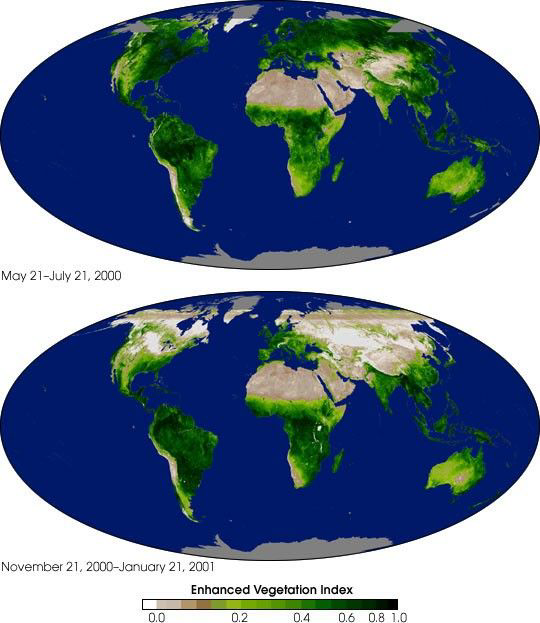 May 21–July 21, 2000
November 21, 2000–January 21, 2001
Enhanced Vegetation Index
0.0 0.2 0.4 0.6 0.8 1.0